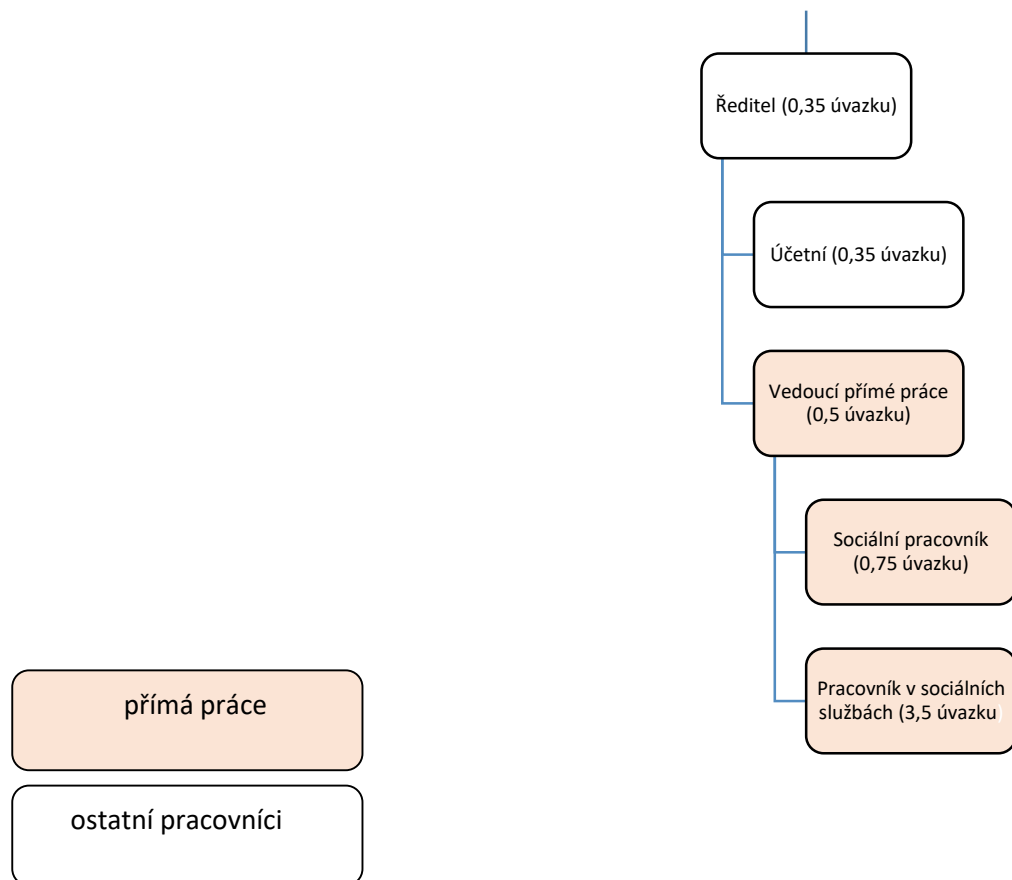 Ředitel (0,35 úvazku)
Účetní (0,35 úvazku)
Vedoucí přímé práce
(0,5 úvazku)
Sociální pracovník
(0,75 úvazku)
Pracovník v sociálních
službách (3,5 úvazku)
přímá práce
ostatní pracovníci